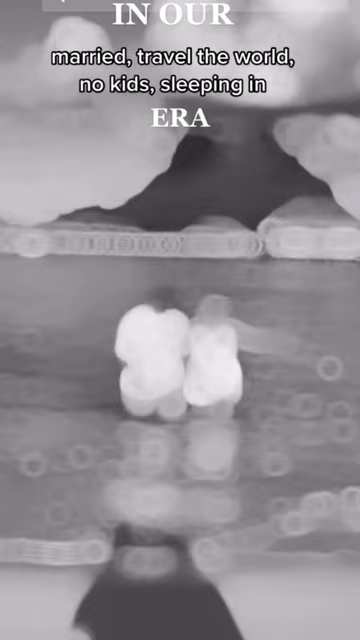 IN OUR
married, travel the world,
no kids, sleeping in
ERA